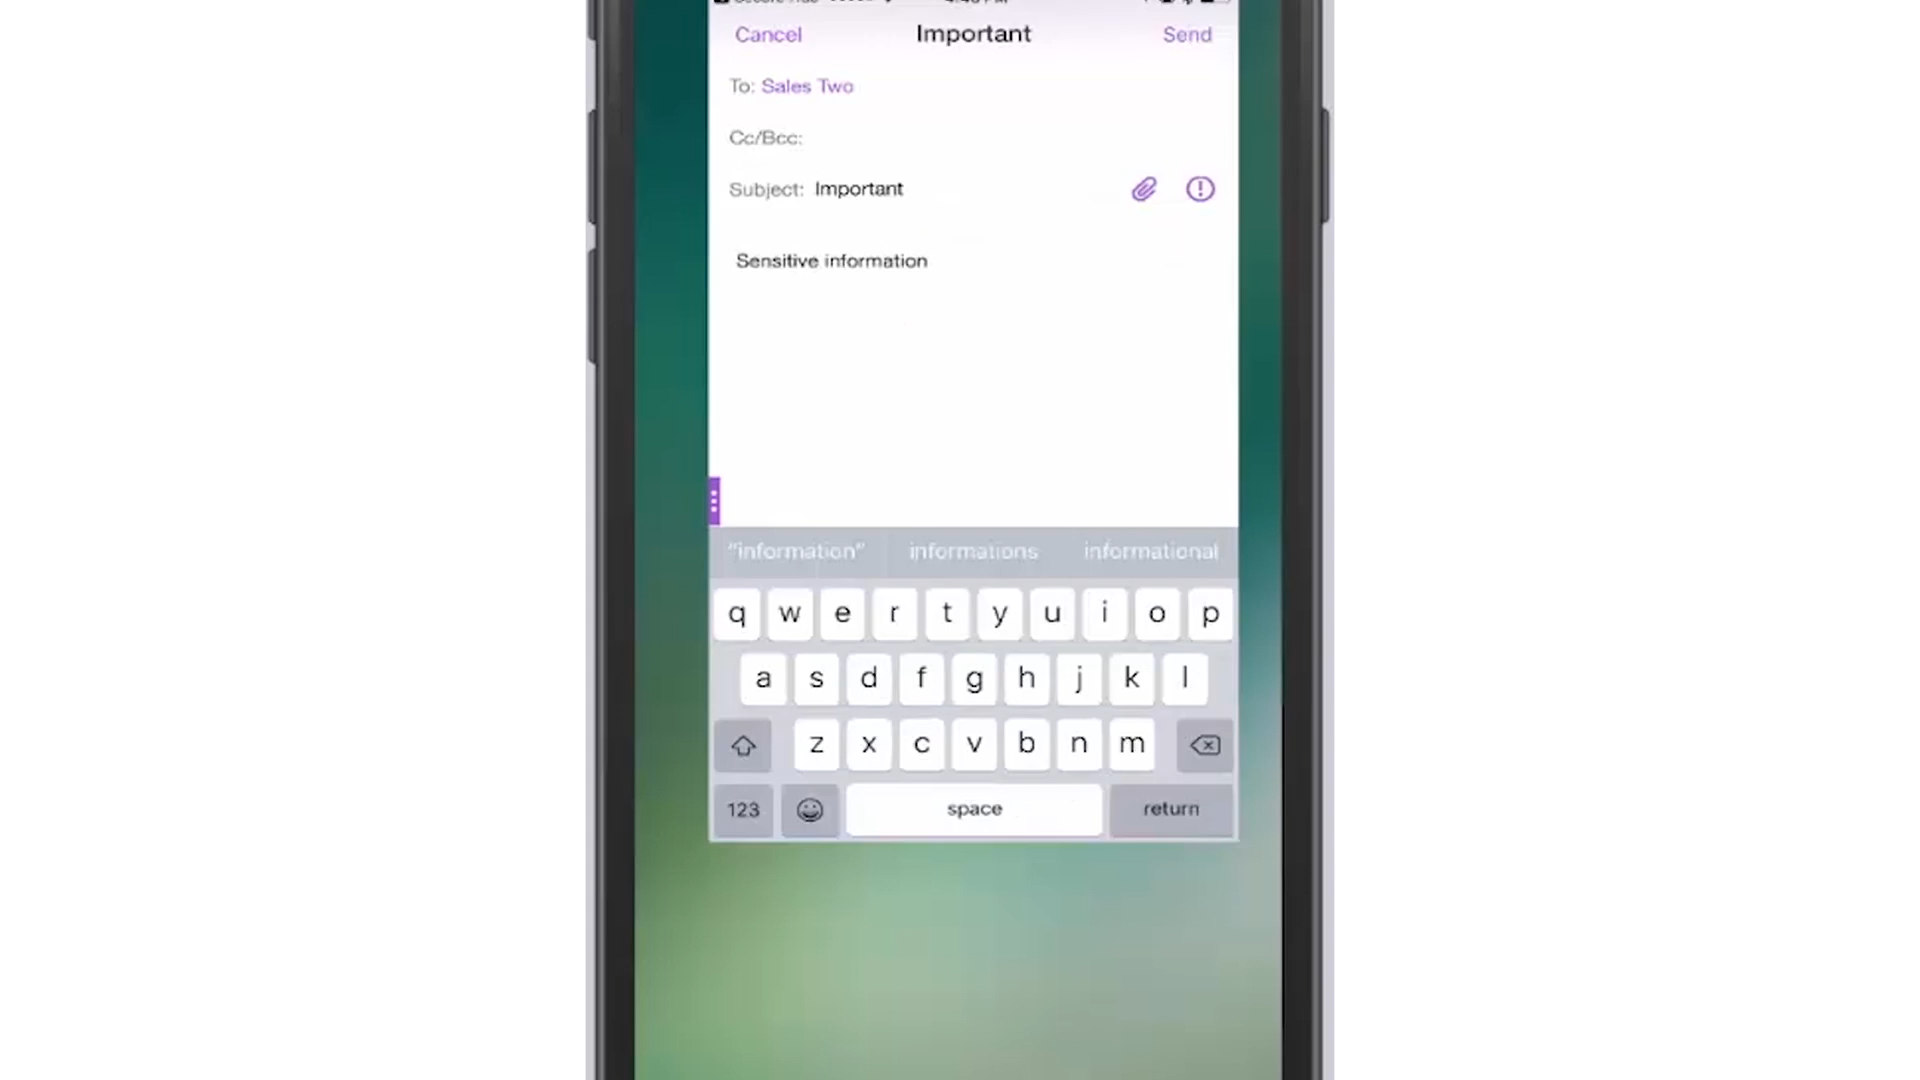 Cancel Important Send
To: Sales Two
Cc/Bcc:
Subject: Important
Sensitive information
"information" informations informational
q w e r t y u i o p
a s d f g h j k l
z x c v b n m
123 space return